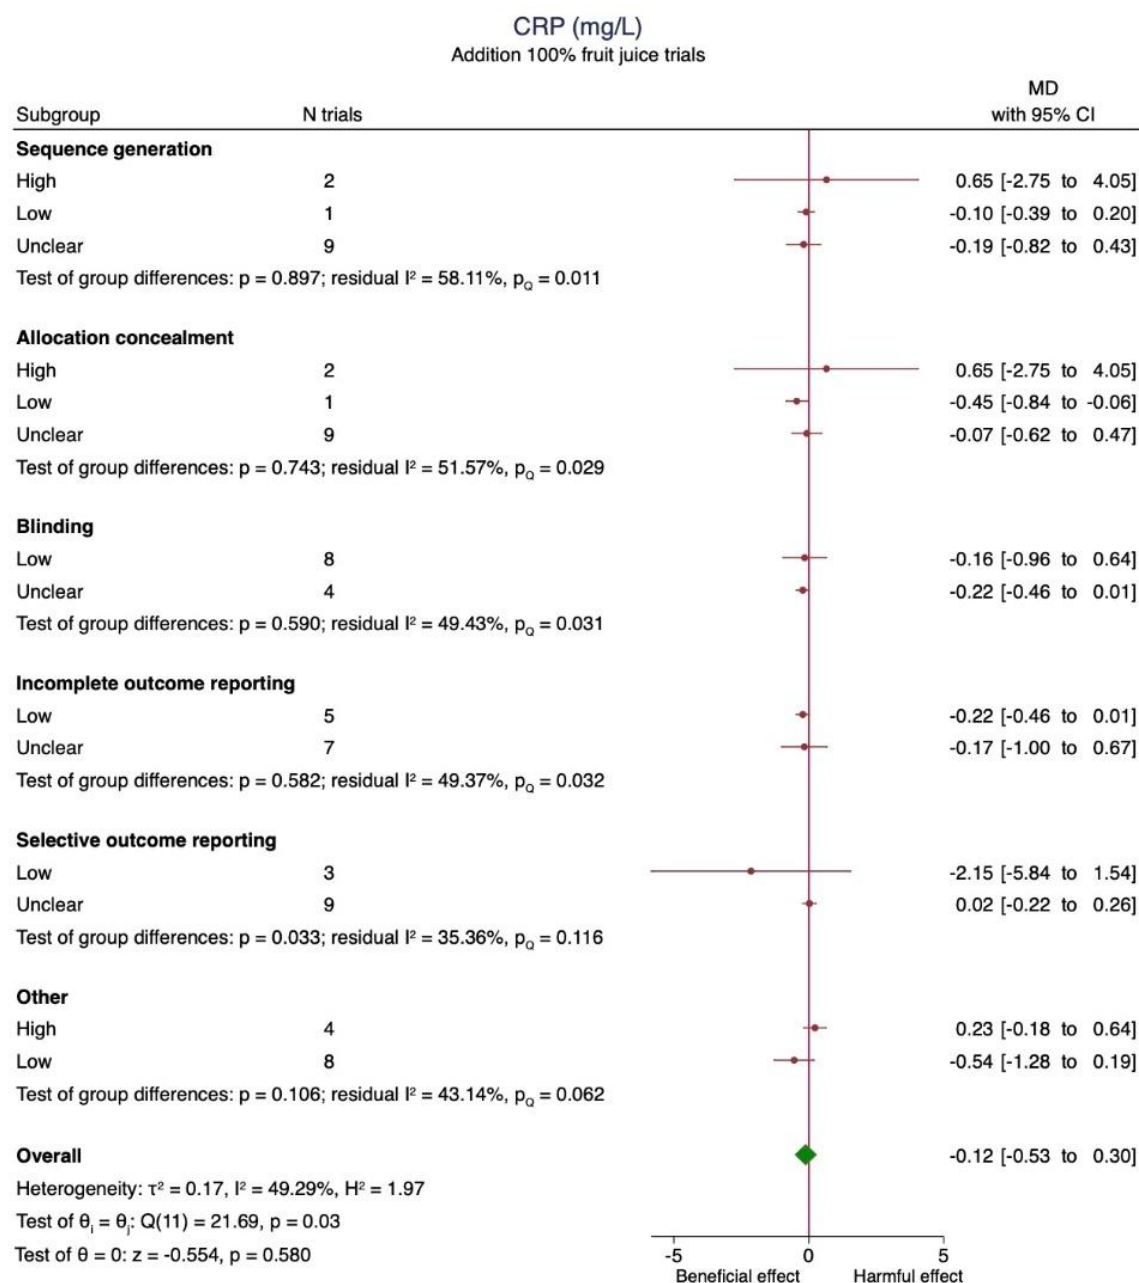 CRP (mg/L)
Addition 100% fruit juice trials
MD
Subgroup N trials with 95% CI
Sequence generation
High 2 0.65 [-2.75 to 4.05]
Low 1 -0.10 [-0.39 to 0.20]
Unclear 9 -0.19 [-0.82 to 0.43]
Test of group differences: p = 0.897; residual I² = 58.11%, pQ = 0.011
Allocation concealment
High 2 0.65 [-2.75 to 4.05]
Low 1 -0.45 [-0.84 to -0.06]
Unclear 9 -0.07 [-0.62 to 0.47]
Test of group differences: p = 0.743; residual I² = 51.57%, pQ = 0.029
Blinding
Low 8 -0.16 [-0.96 to 0.64]
Unclear 4 -0.22 [-0.46 to 0.01]
Test of group differences: p = 0.590; residual I² = 49.43%, pQ = 0.031
Incomplete outcome reporting
Low 5 -0.22 [-0.46 to 0.01]
Unclear 7 -0.17 [-1.00 to 0.67]
Test of group differences: p = 0.582; residual I² = 49.37%, pQ = 0.032
Selective outcome reporting
Low 3 -2.15 [-5.84 to 1.54]
Unclear 9 0.02 [-0.22 to 0.26]
Test of group differences: p = 0.033; residual I² = 35.36%, pQ = 0.116
Other
High 4 0.23 [-0.18 to 0.64]
Low 8 -0.54 [-1.28 to 0.19]
Test of group differences: p = 0.106; residual I² = 43.14%, pQ = 0.062
Overall -0.12 [-0.53 to 0.30]
Heterogeneity: τ² = 0.17, I² = 49.29%, H² = 1.97
Test of θᵢ = θⱼ: Q(11) = 21.69, p = 0.03
Test of θ = 0: z = -0.554, p = 0.580
-5 0 5
Beneficial effect Harmful effect